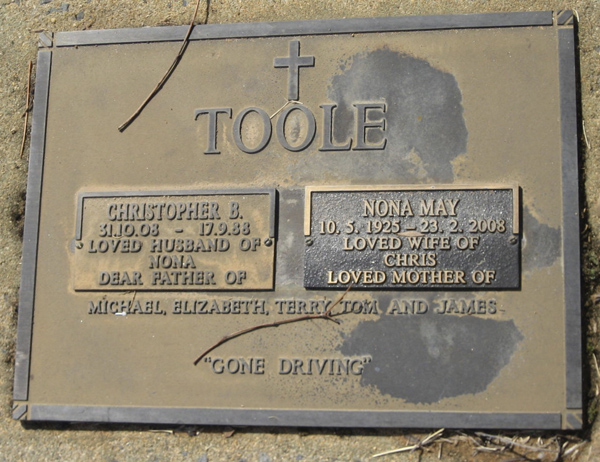 TOOLE
CHRISTOPHER B.
31.10.08 - 17.9.88
LOVED HUSBAND OF
NONA
DEAR FATHER OF
NONA MAY
10. 5. 1925 - 23. 2. 2008
LOVED WIFE OF
CHRIS
LOVED MOTHER OF
MICHAEL, ELIZABETH, TERRY, TOM AND JAMES
"GONE DRIVING"